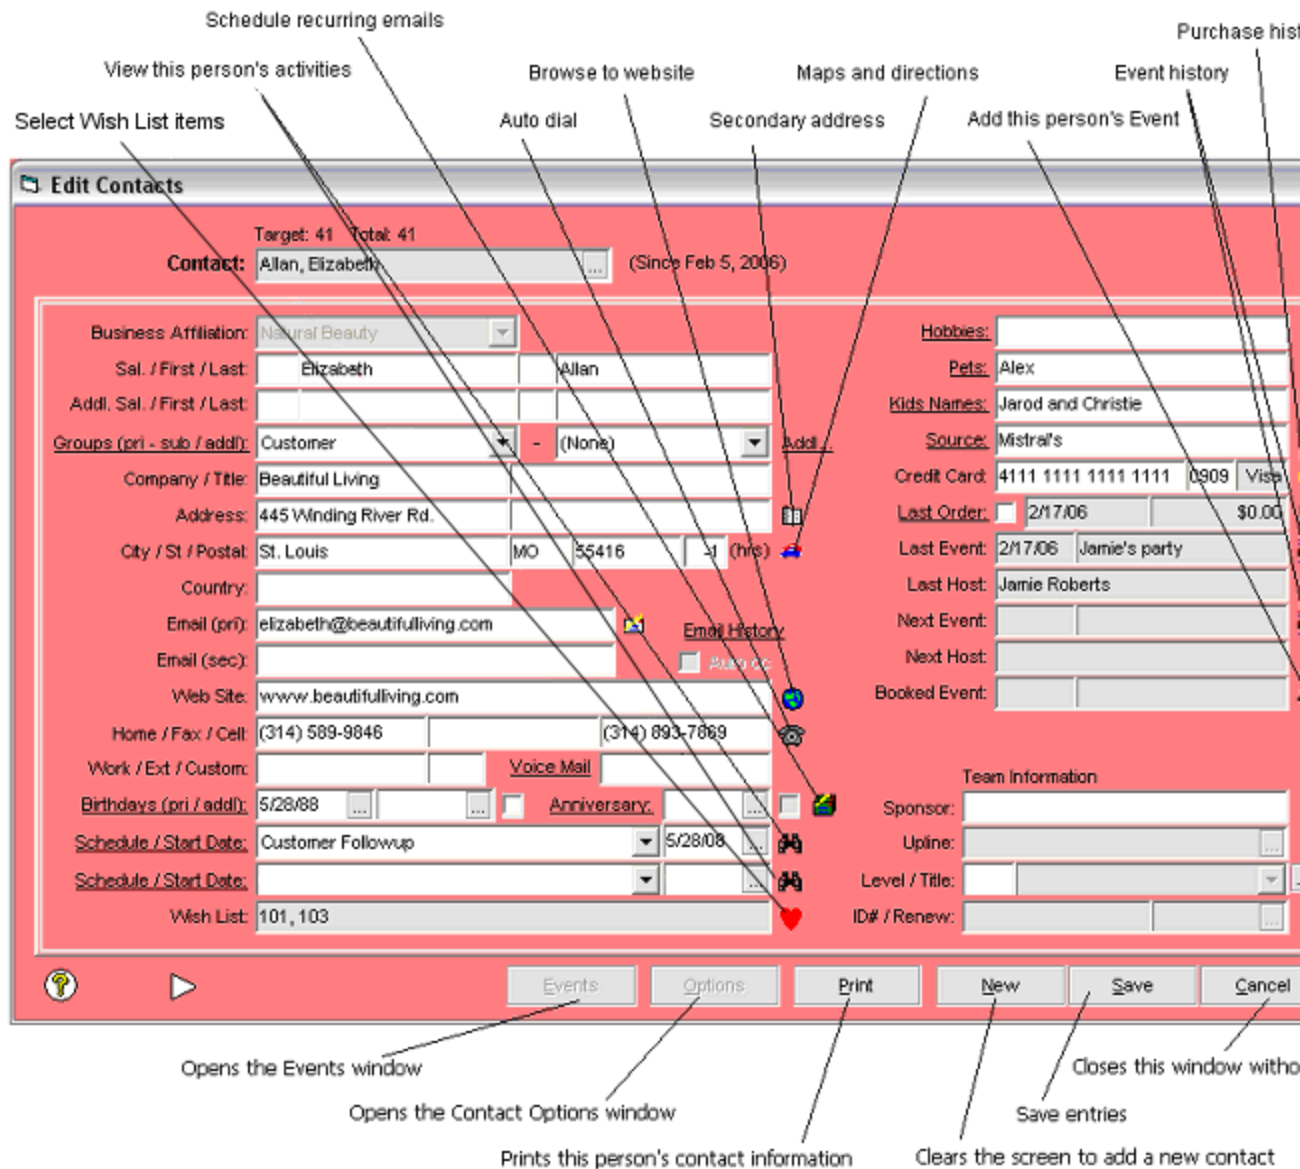 Schedule recurring emails
Purchase hist
View this person's activities
Browse to website
Maps and directions
Event history
Select Wish List items
Auto dial
Secondary address
Add this person's Event
Edit Contacts
Target: 41 Total: 41
Contact: Allan, Elizabeth ... (Since Feb 5, 2006)
Business Affiliation: Natural Beauty
Sal. / First / Last: Elizabeth Allan
Addl. Sal. / First / Last:
Groups (pri - sub / addl): Customer - (None) Addl...
Company / Title: Beautiful Living
Address: 445 Winding River Rd.
City / St / Postal: St. Louis MO 55416 -1 (hrs)
Country:
Email (pri): elizabeth@beautifulliving.com Email History
Email (sec): Auto cc
Web Site: www.beautifulliving.com
Home / Fax / Cell: (314) 589-9846 (314) 893-7869
Work / Ext / Custom: Voice Mail
Birthdays (pri / addl): 5/28/88 ... ... Anniversary: ...
Schedule / Start Date: Customer Followup 5/28/08 ...
Schedule / Start Date: ...
Wish List: 101, 103
Hobbies:
Pets: Alex
Kids Names: Jarod and Christie
Source: Mistral's
Credit Card: 4111 1111 1111 1111 0909 Visa
Last Order: 2/17/06 $0.00
Last Event: 2/17/06 Jamie's party
Last Host: Jamie Roberts
Next Event:
Next Host:
Booked Event:
Team Information
Sponsor:
Upline: ...
Level / Title:
ID# / Renew: ...
? Events Options Print New Save Cancel
Opens the Events window
Closes this window witho
Opens the Contact Options window
Save entries
Prints this person's contact information
Clears the screen to add a new contact